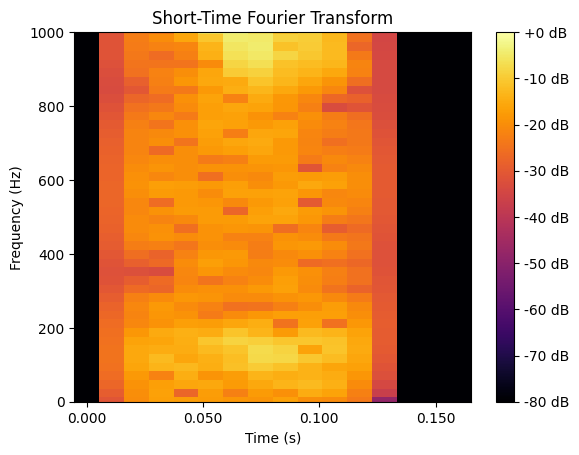 Short-Time Fourier Transform
1000
800
600
400
200
0
Frequency (Hz)
0.000
0.050
0.100
0.150
Time (s)
+0 dB
-10 dB
-20 dB
-30 dB
-40 dB
-50 dB
-60 dB
-70 dB
-80 dB